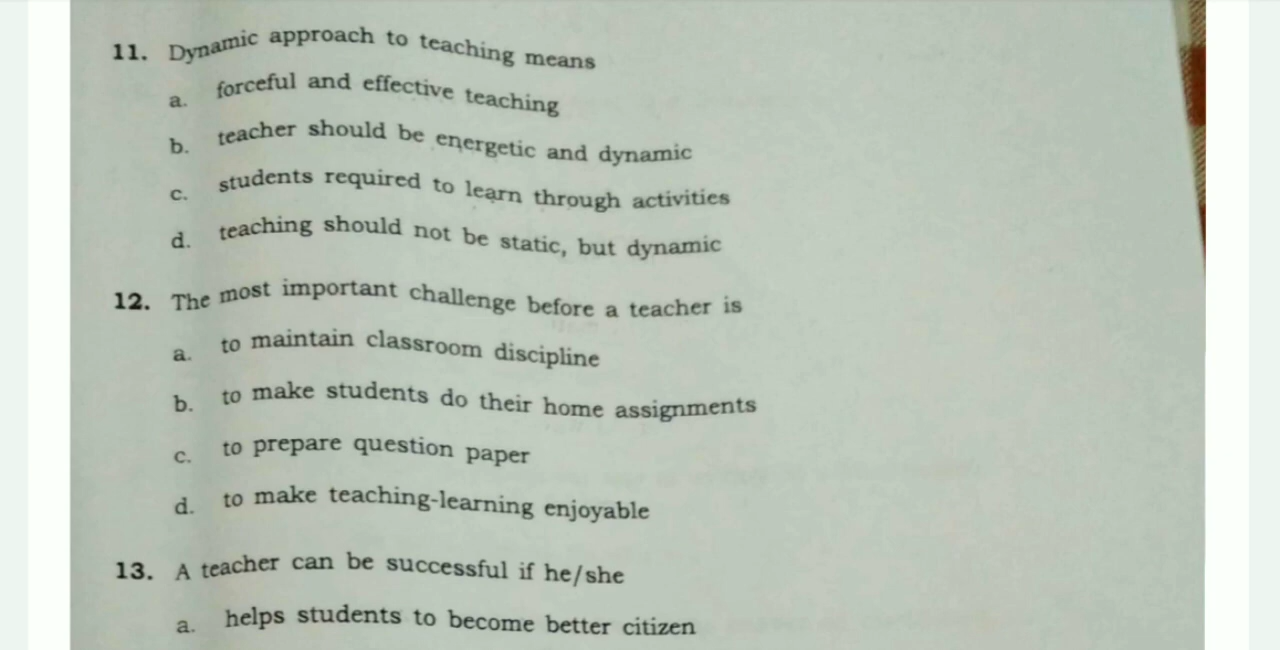 11. Dynamic approach to teaching means
a. forceful and effective teaching
b. teacher should be energetic and dynamic
c. students required to learn through activities
d. teaching should not be static, but dynamic
12. The most important challenge before a teacher is
a. to maintain classroom discipline
b. to make students do their home assignments
c. to prepare question paper
d. to make teaching-learning enjoyable
13. A teacher can be successful if he/she
a. helps students to become better citizen